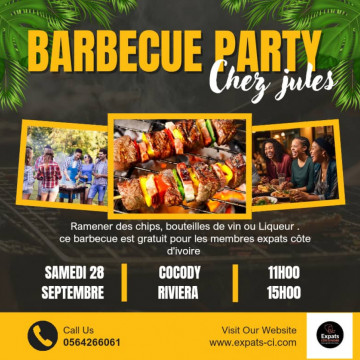 BARBECUE PARTY
Chez jules
Ramener des chips, bouteilles de vin ou Liqueur .
ce barbecue est gratuit pour les membres expats côte
d'ivoire
SAMEDI 28
SEPTEMBRE
COCODY
RIVIERA
11H00
15H00
Call Us
0564266061
Visit Our Website
www.expats-ci.com
Expats